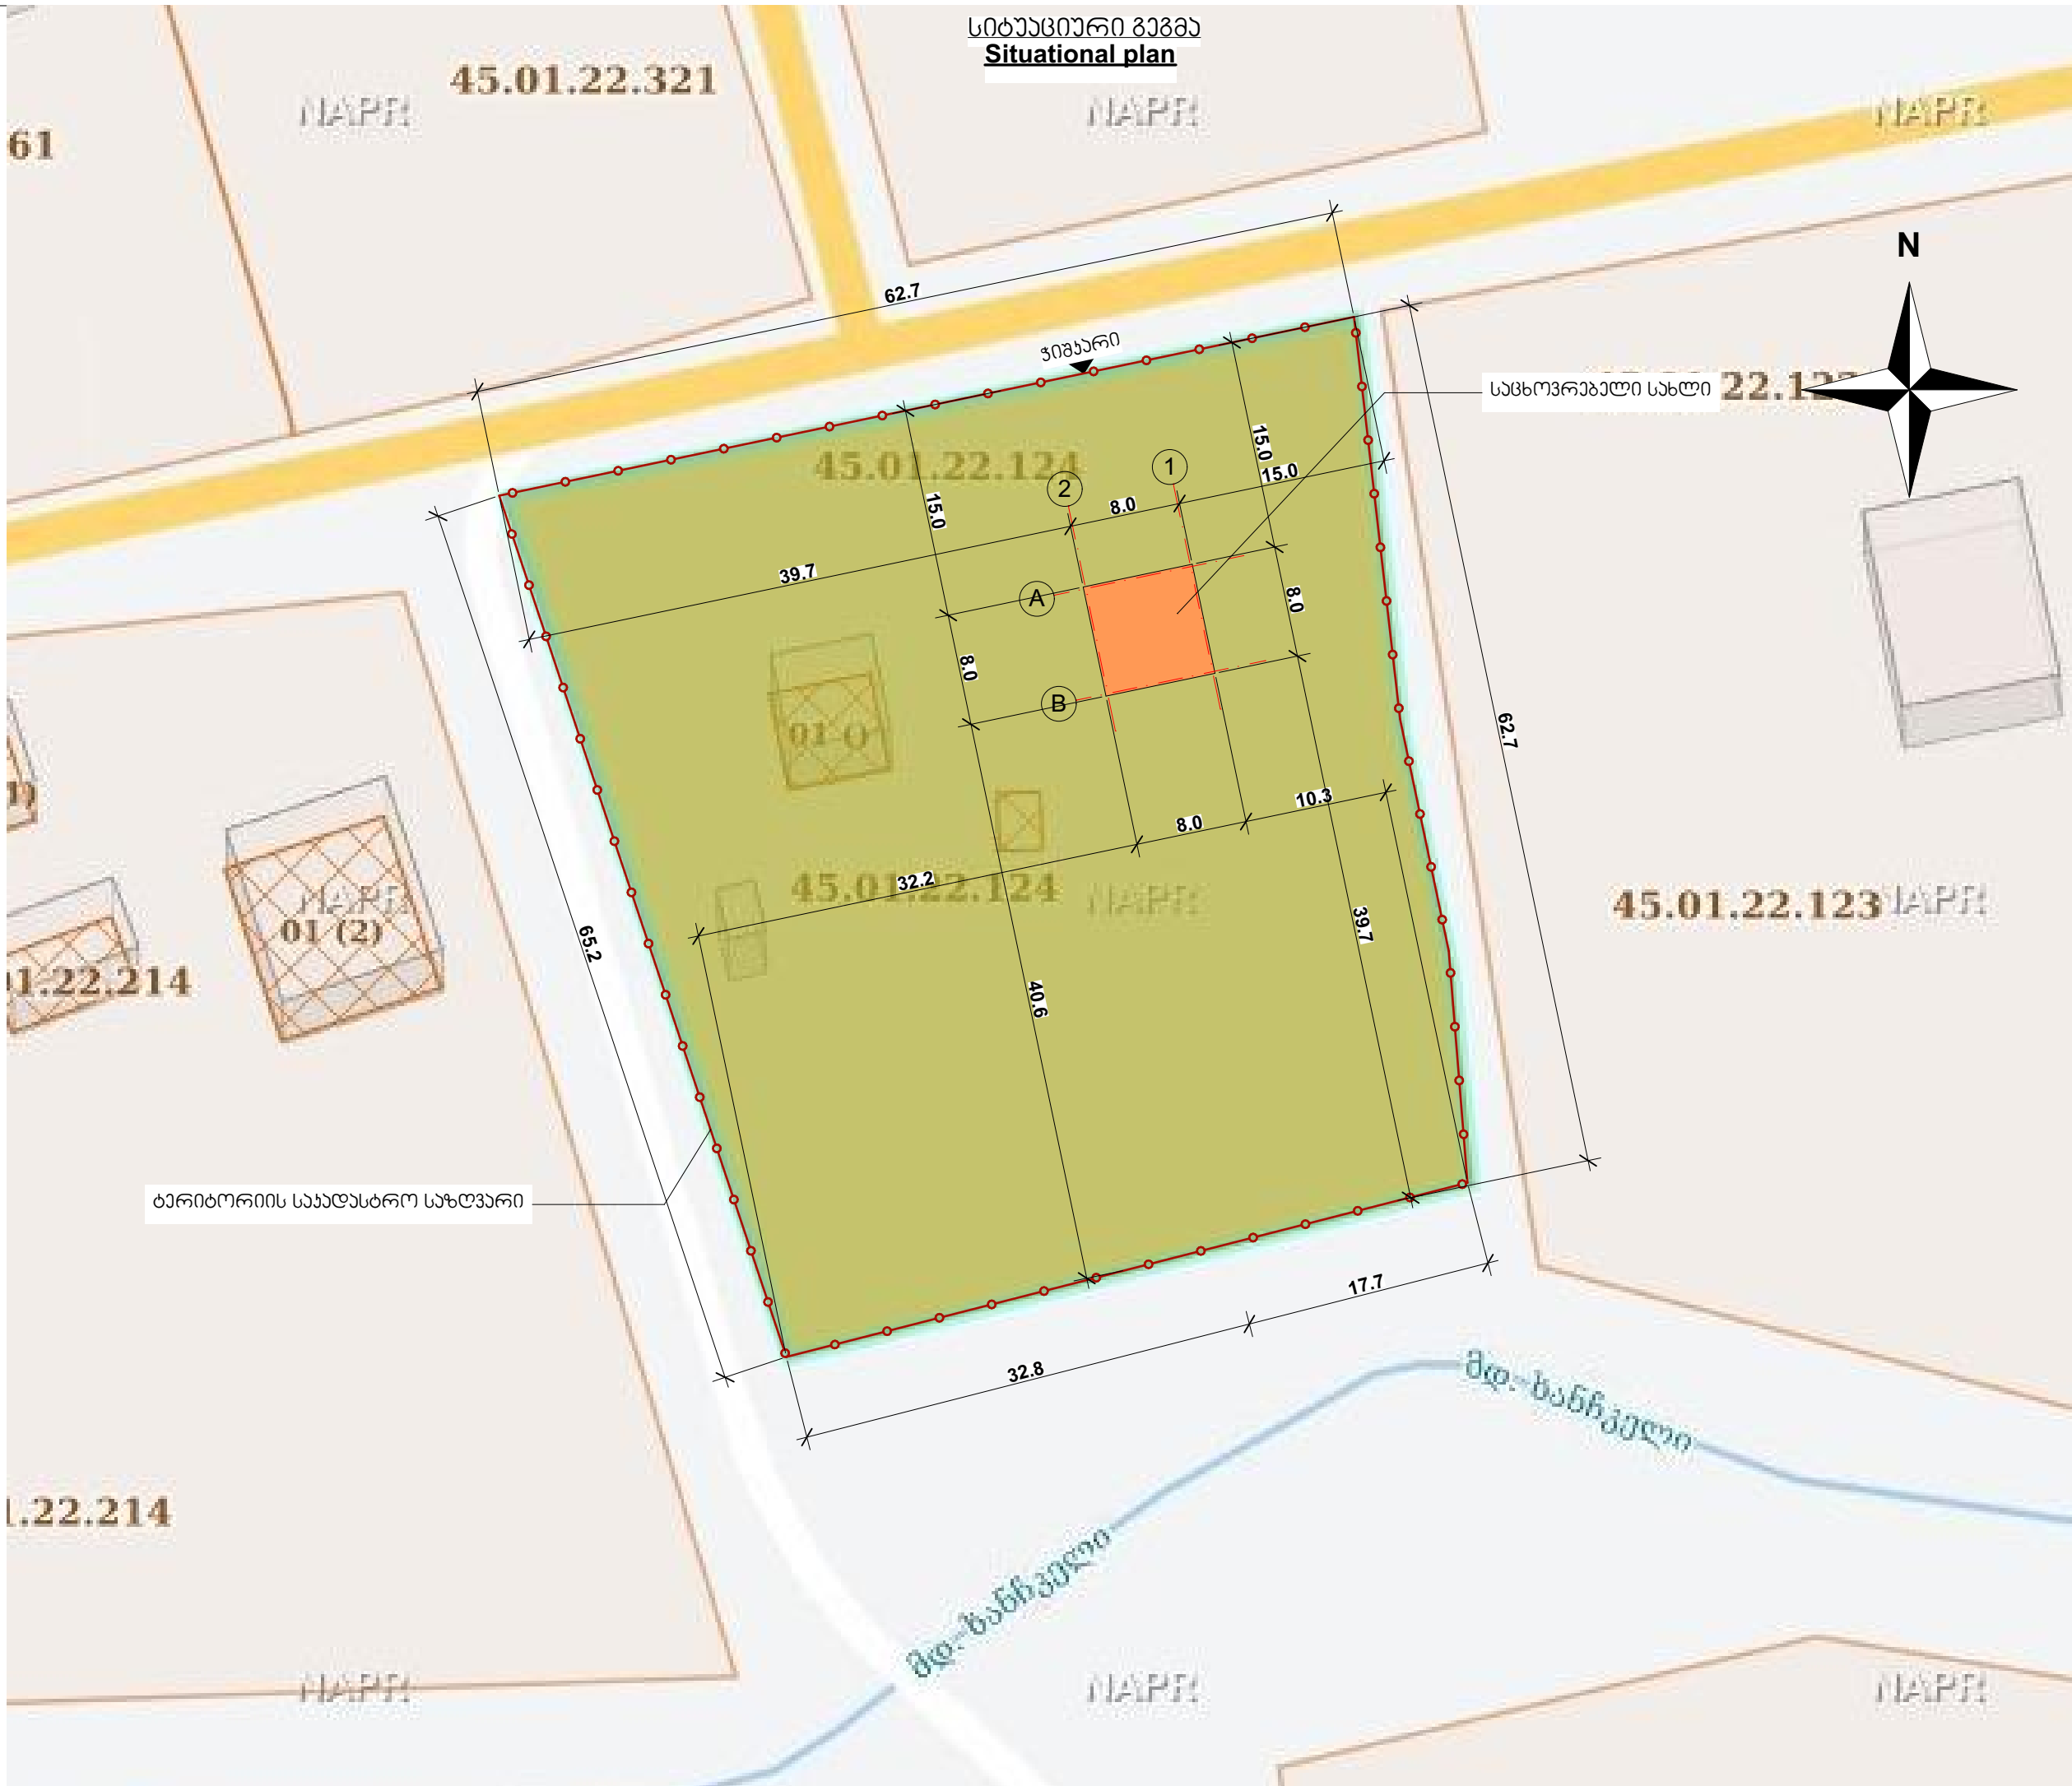 სიტუაციური გეგმა
Situational plan
45.01.22.321
NAPR
NAPR
NAPR
61
N
62.7
ჭიშკარი
საცხოვრებელი სახლი
45.01.22.124
15.0
1
2
15.0
8.0
15.0
39.7
A
8.0
8.0
B
01
62.7
10.3
8.0
32.2
45.01.22.124
NAPR
39.7
45.01.22.123
NAPR
NAPR
01 (2)
65.2
1.22.214
40.6
ტერიტორიის საკადასტრო საზღვარი
17.7
32.8
მდ.-ხანჩკელი
1.22.214
მდ.-ხანჩკელი
NAPR
NAPR
NAPR